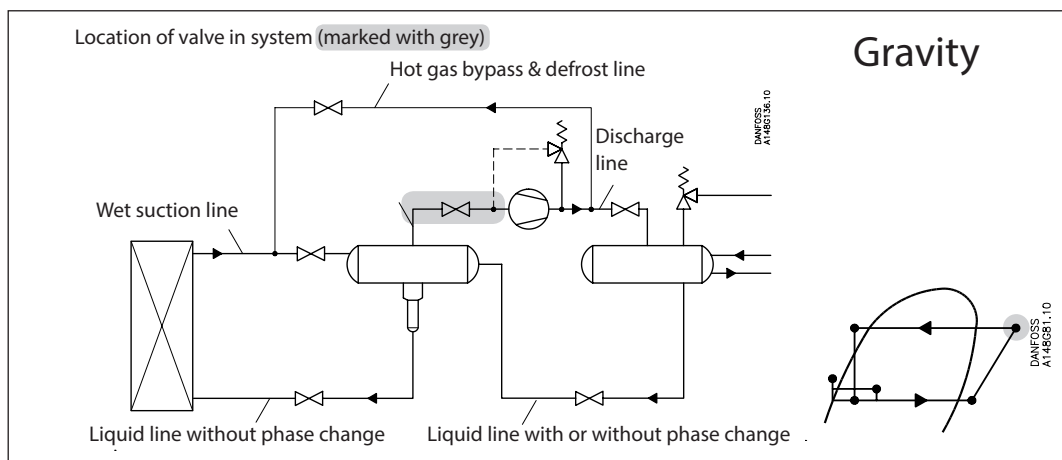 Location of valve in system (marked with grey)
Gravity
Hot gas bypass & defrost line
DANFOSS
A148G136.10
Discharge
line
Wet suction line
DANFOSS
A148G81.10
Liquid line without phase change
Liquid line with or without phase change